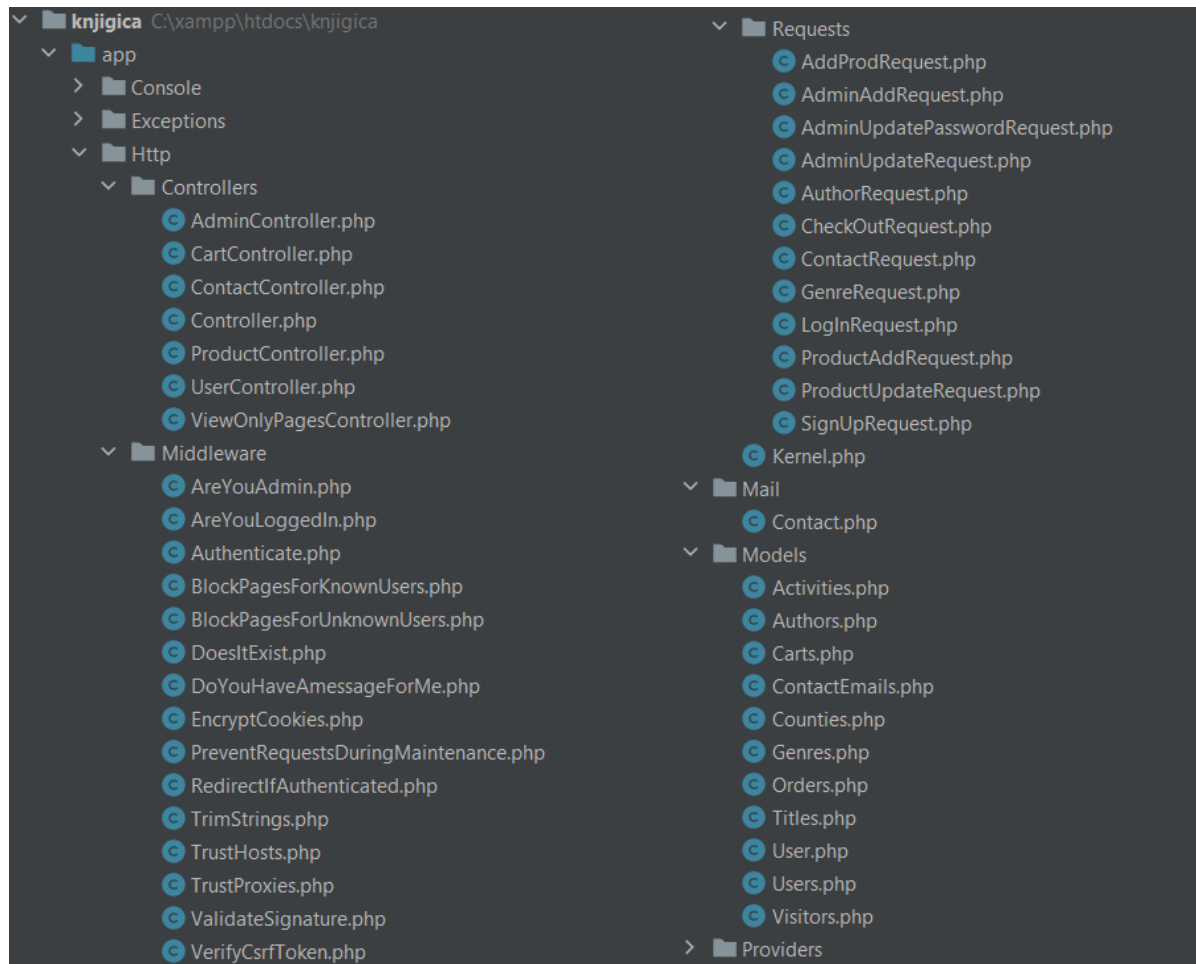 knjigica C:\xampp\htdocs\knjigica
app
Console
Exceptions
Http
Controllers
AdminController.php
CartController.php
ContactController.php
Controller.php
ProductController.php
UserController.php
ViewOnlyPagesController.php
Middleware
AreYouAdmin.php
AreYouLoggedIn.php
Authenticate.php
BlockPagesForKnownUsers.php
BlockPagesForUnknownUsers.php
DoesItExist.php
DoYouHaveAmessageForMe.php
EncryptCookies.php
PreventRequestsDuringMaintenance.php
RedirectIfAuthenticated.php
TrimStrings.php
TrustHosts.php
TrustProxies.php
ValidateSignature.php
VerifyCsrfToken.php
Requests
AddProdRequest.php
AdminAddRequest.php
AdminUpdatePasswordRequest.php
AdminUpdateRequest.php
AuthorRequest.php
CheckOutRequest.php
ContactRequest.php
GenreRequest.php
LogInRequest.php
ProductAddRequest.php
ProductUpdateRequest.php
SignUpRequest.php
Kernel.php
Mail
Contact.php
Models
Activities.php
Authors.php
Carts.php
ContactEmails.php
Counties.php
Genres.php
Orders.php
Titles.php
User.php
Users.php
Visitors.php
Providers